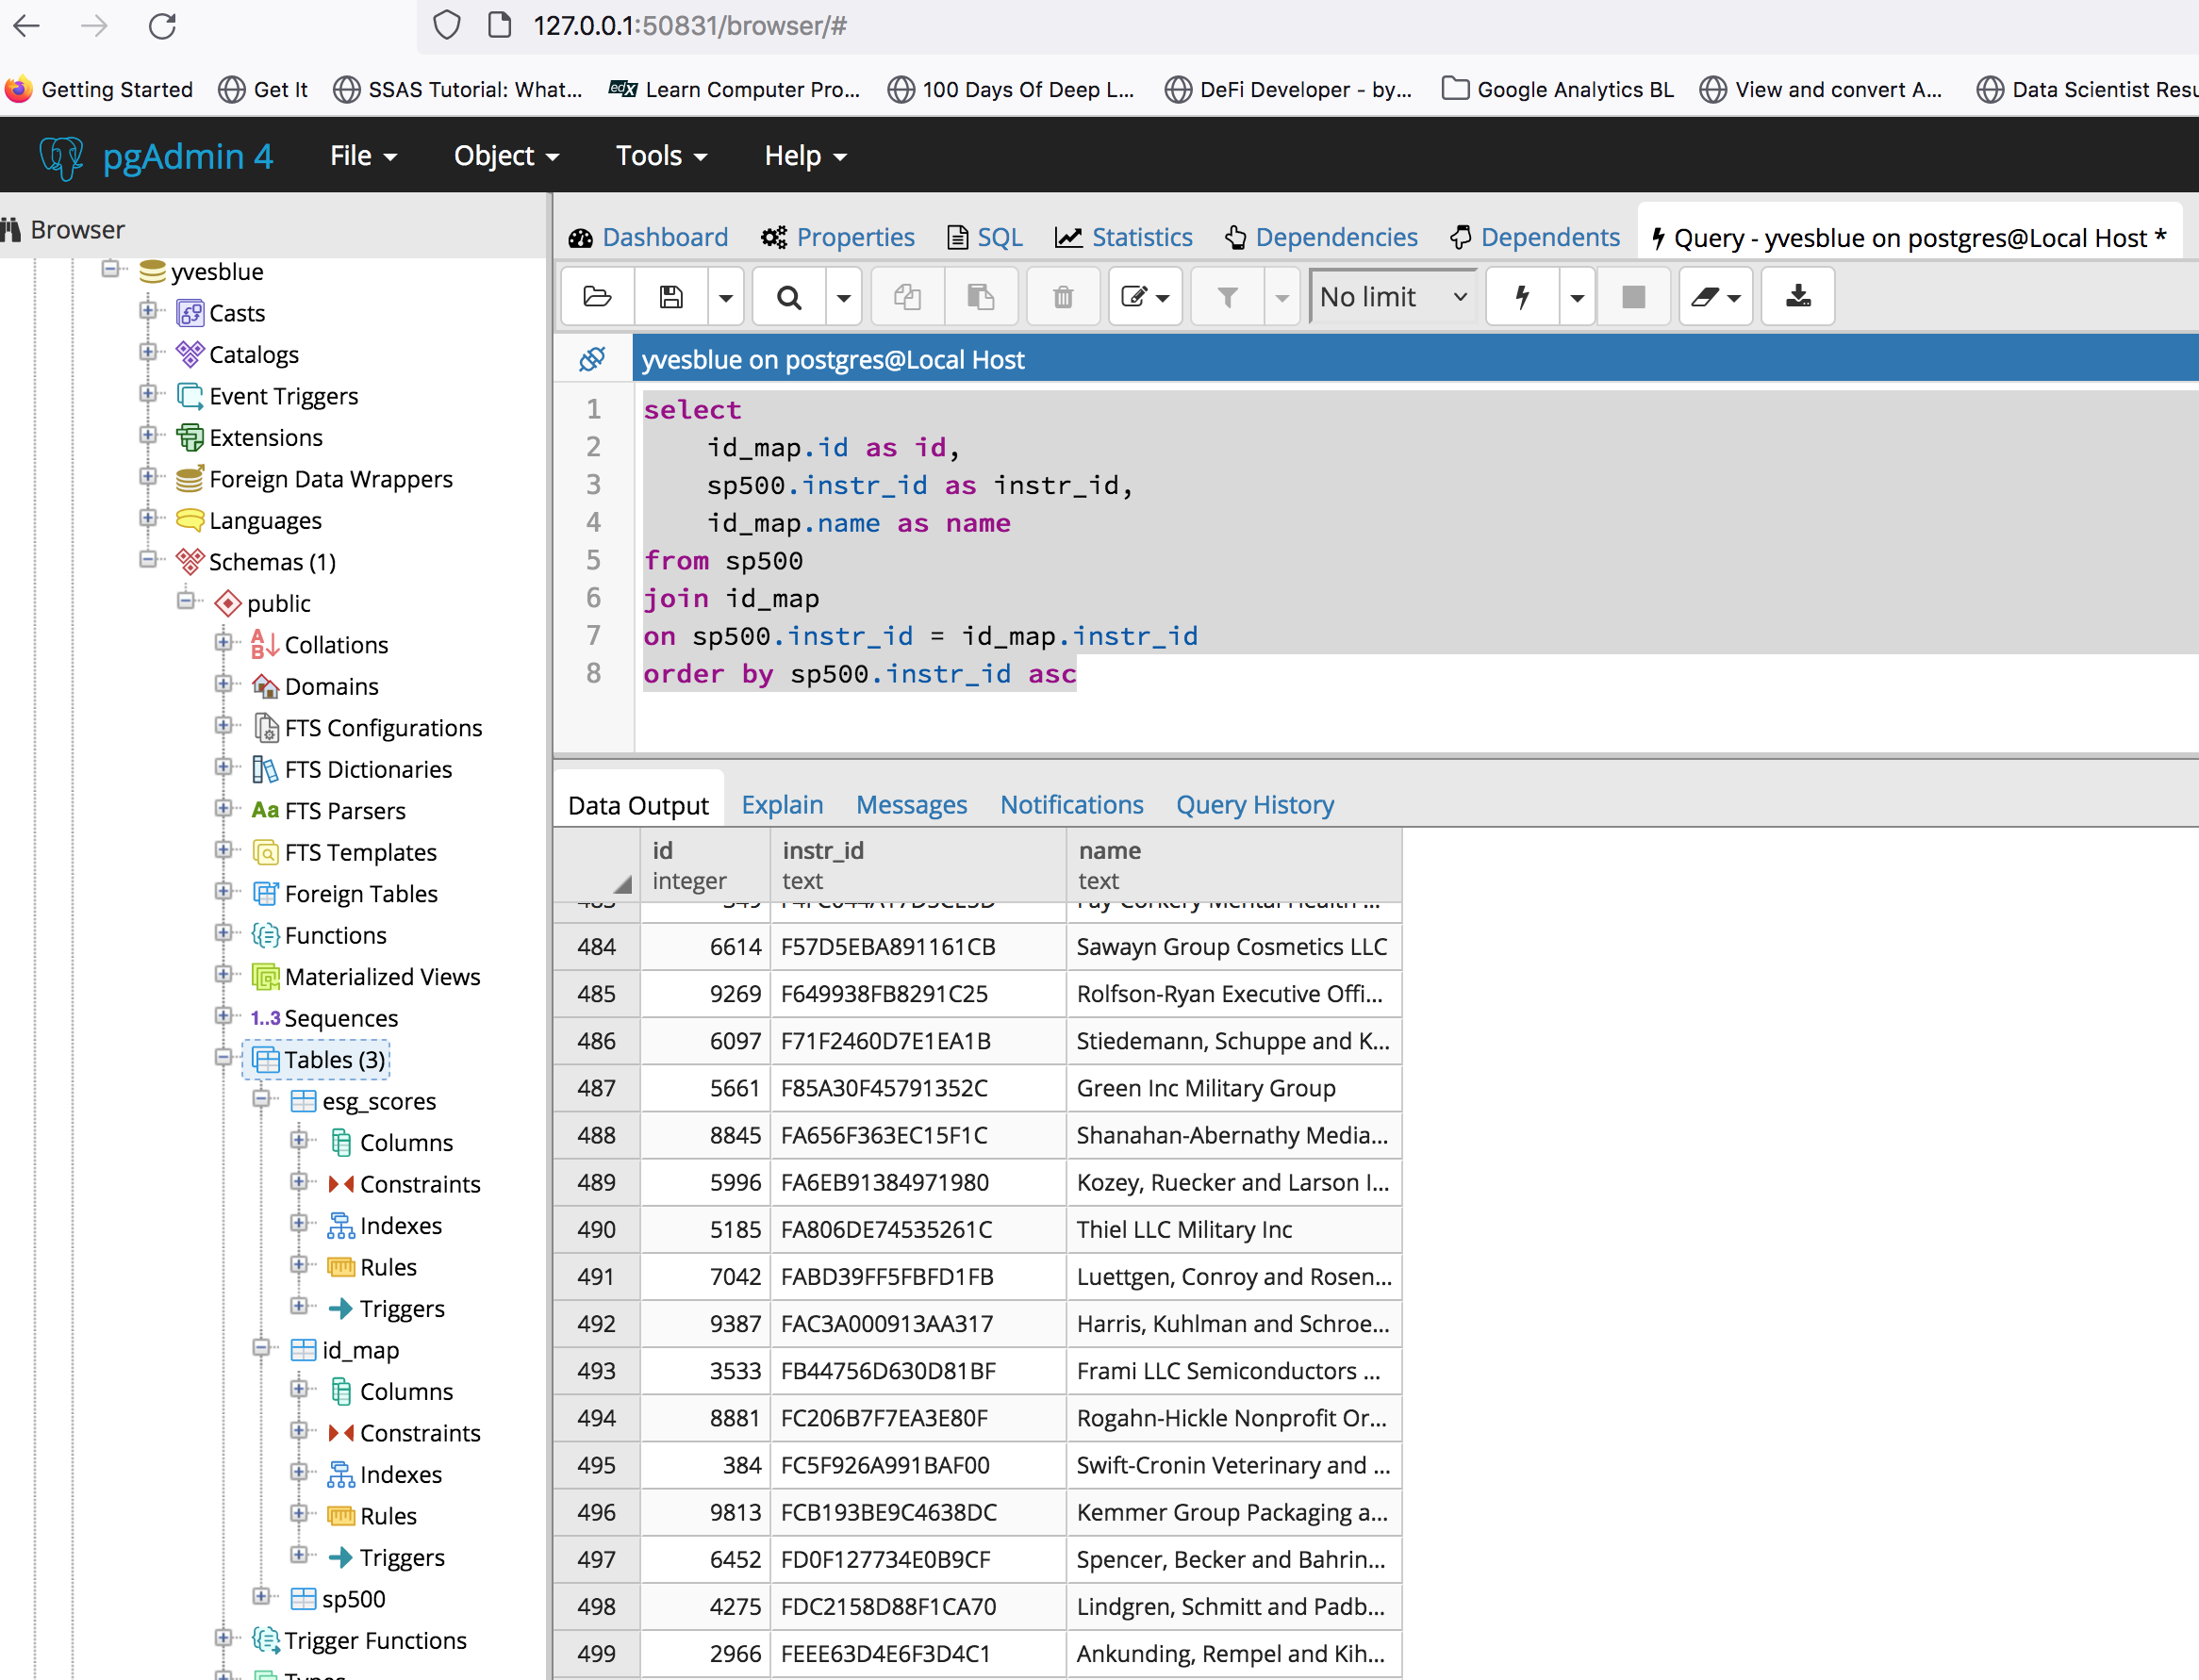 127.0.0.1:50831/browser/#
Getting Started Get It SSAS Tutorial: What... edX Learn Computer Pro... 100 Days Of Deep L... DeFi Developer - by... Google Analytics BL View and convert A... Data Scientist Resu
pgAdmin 4 File Object Tools Help
Browser
Dashboard Properties SQL Statistics Dependencies Dependents Query - yvesblue on postgres@Local Host *
No limit
yvesblue on postgres@Local Host
1 select
2 id_map.id as id,
3 sp500.instr_id as instr_id,
4 id_map.name as name
5 from sp500
6 join id_map
7 on sp500.instr_id = id_map.instr_id
8 order by sp500.instr_id asc
yvesblue
Casts
Catalogs
Event Triggers
Extensions
Foreign Data Wrappers
Languages
Schemas (1)
public
Collations
Domains
FTS Configurations
FTS Dictionaries
Aa FTS Parsers
FTS Templates
Foreign Tables
Functions
Materialized Views
1..3 Sequences
Tables (3)
esg_scores
Columns
Constraints
Indexes
Rules
Triggers
id_map
Columns
Constraints
Indexes
Rules
Triggers
sp500
Trigger Functions
Types
Data Output Explain Messages Notifications Query History
id instr_id name
integer text text
484 6614 F57D5EBA891161CB Sawayn Group Cosmetics LLC
485 9269 F649938FB8291C25 Rolfson-Ryan Executive Offi...
486 6097 F71F2460D7E1EA1B Stiedemann, Schuppe and K...
487 5661 F85A30F45791352C Green Inc Military Group
488 8845 FA656F363EC15F1C Shanahan-Abernathy Media...
489 5996 FA6EB91384971980 Kozey, Ruecker and Larson I...
490 5185 FA806DE74535261C Thiel LLC Military Inc
491 7042 FABD39FF5FBFD1FB Luettgen, Conroy and Rosen...
492 9387 FAC3A000913AA317 Harris, Kuhlman and Schroe...
493 3533 FB44756D630D81BF Frami LLC Semiconductors ...
494 8881 FC206B7F7EA3E80F Rogahn-Hickle Nonprofit Or...
495 384 FC5F926A991BAF00 Swift-Cronin Veterinary and ...
496 9813 FCB193BE9C4638DC Kemmer Group Packaging a...
497 6452 FD0F127734E0B9CF Spencer, Becker and Bahrin...
498 4275 FDC2158D88F1CA70 Lindgren, Schmitt and Padb...
499 2966 FEEE63D4E6F3D4C1 Ankunding, Rempel and Kih...